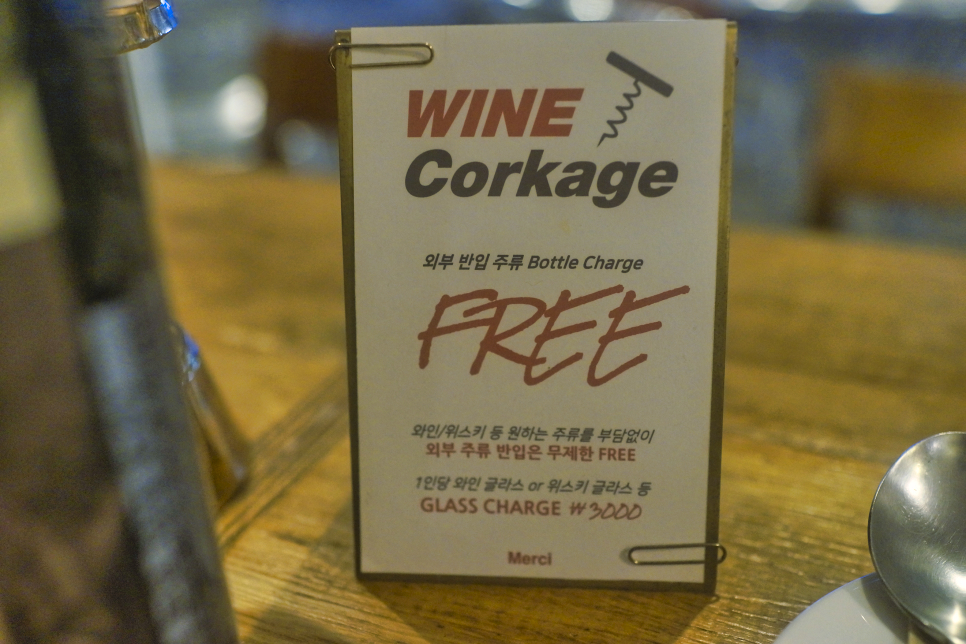 WINE
Corkage
외부 반입 주류 Bottle Charge
FREE
와인/위스키 등 원하는 주류를 부담없이
외부 주류 반입은 무제한 FREE
1인당 와인 글라스 or 위스키 글라스 등
GLASS CHARGE ₩3000
Merci